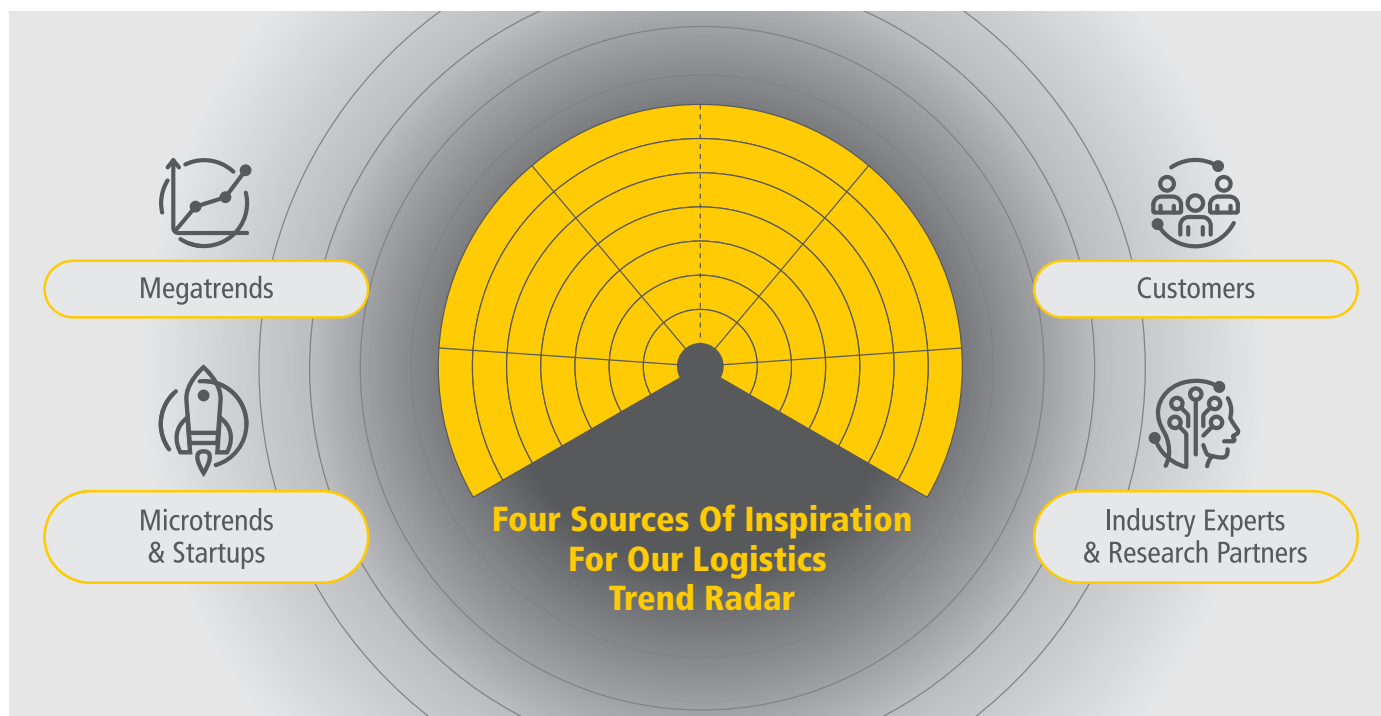 Megatrends
Customers
Microtrends
& Startups
Industry Experts
& Research Partners
Four Sources Of Inspiration
For Our Logistics
Trend Radar